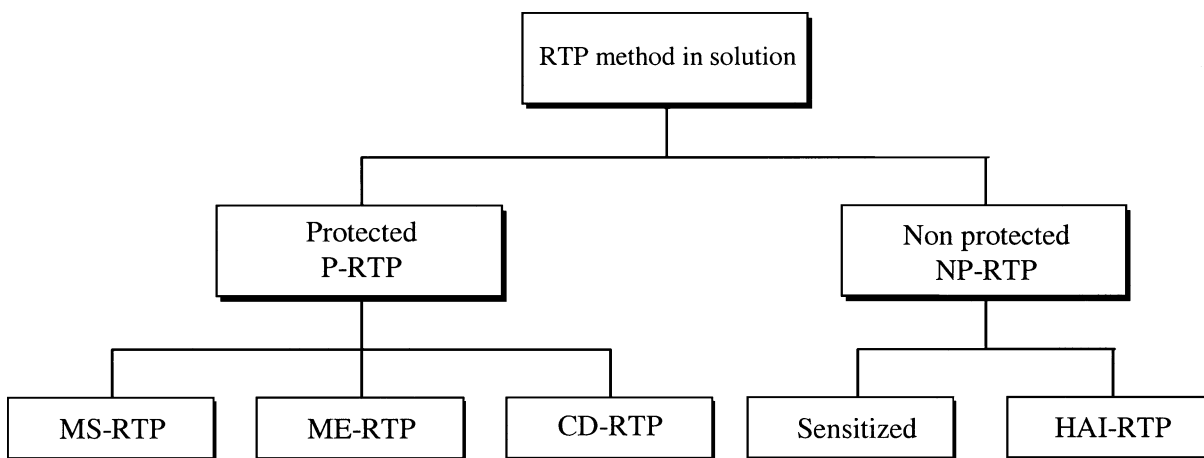 RTP method in solution
Protected
P-RTP
Non protected
NP-RTP
MS-RTP
ME-RTP
CD-RTP
Sensitized
HAI-RTP